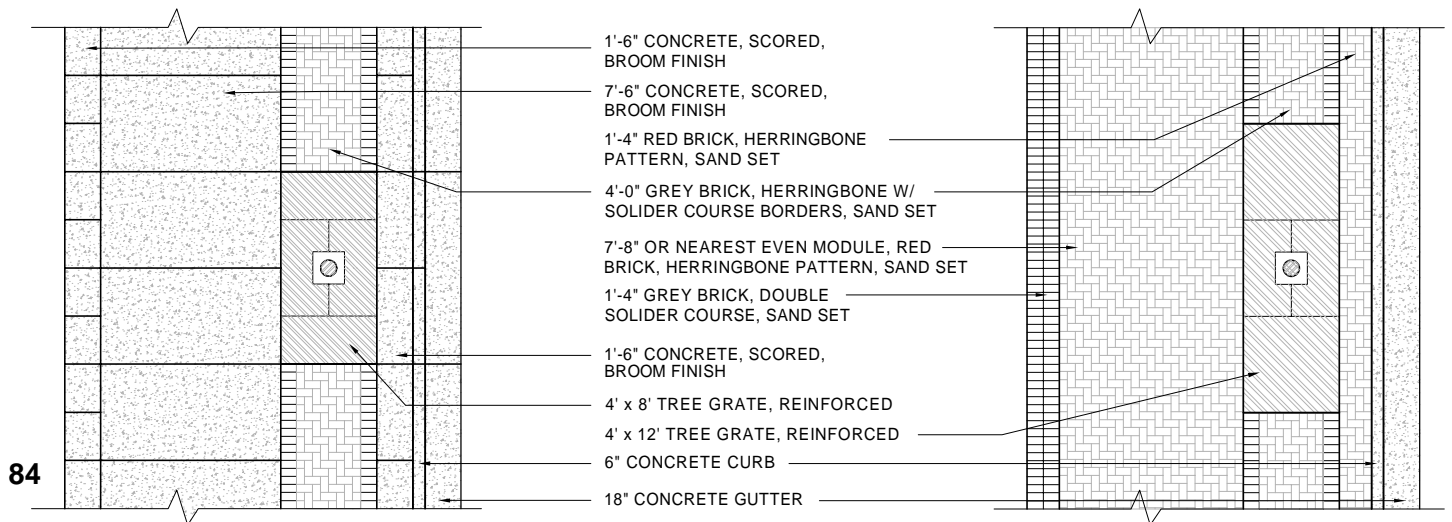 1'-6" CONCRETE, SCORED,
BROOM FINISH
7'-6" CONCRETE, SCORED,
BROOM FINISH
1'-4" RED BRICK, HERRINGBONE
PATTERN, SAND SET
4'-0" GREY BRICK, HERRINGBONE W/
SOLIDER COURSE BORDERS, SAND SET
7'-8" OR NEAREST EVEN MODULE, RED
BRICK, HERRINGBONE PATTERN, SAND SET
1'-4" GREY BRICK, DOUBLE
SOLIDER COURSE, SAND SET
1'-6" CONCRETE, SCORED,
BROOM FINISH
4' x 8' TREE GRATE, REINFORCED
4' x 12' TREE GRATE, REINFORCED
6" CONCRETE CURB
84
18" CONCRETE GUTTER